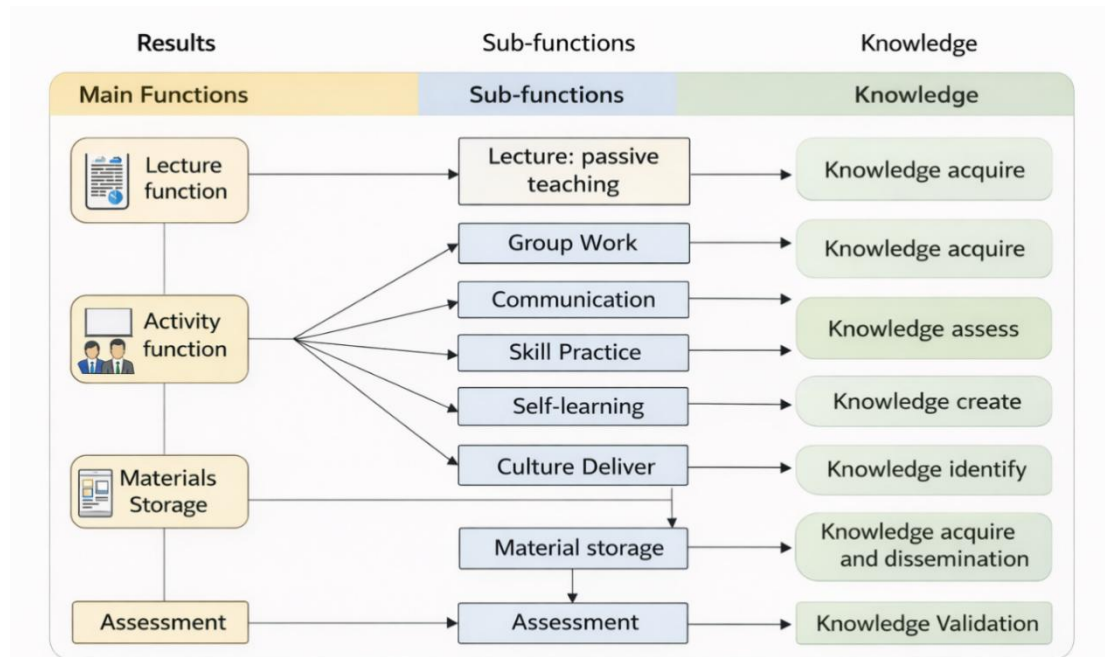 Results Sub-functions Knowledge
Main Functions Sub-functions Knowledge
Lecture
function
Lecture: passive
teaching
Knowledge acquire
Group Work
Knowledge acquire
Activity
function
Communication
Knowledge assess
Skill Practice
Self-learning
Knowledge create
Materials
Storage
Culture Deliver
Knowledge identify
Material storage
Knowledge acquire
and dissemination
Assessment
Assessment
Knowledge Validation